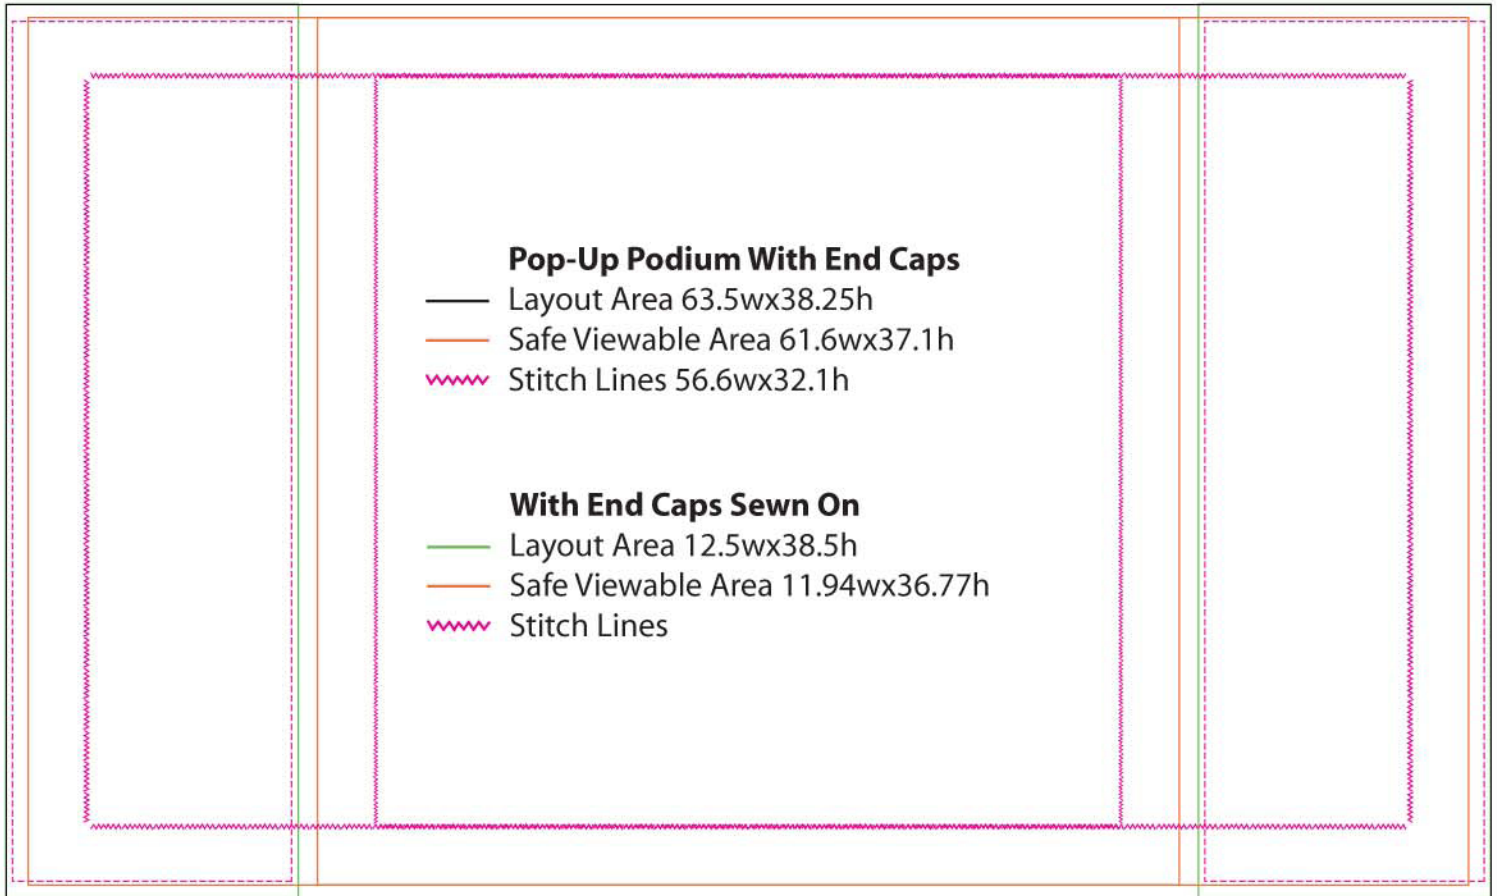 Pop-Up Podium With End Caps
Layout Area 63.5wx38.25h
Safe Viewable Area 61.6wx37.1h
Stitch Lines 56.6wx32.1h
With End Caps Sewn On
Layout Area 12.5wx38.5h
Safe Viewable Area 11.94wx36.77h
Stitch Lines